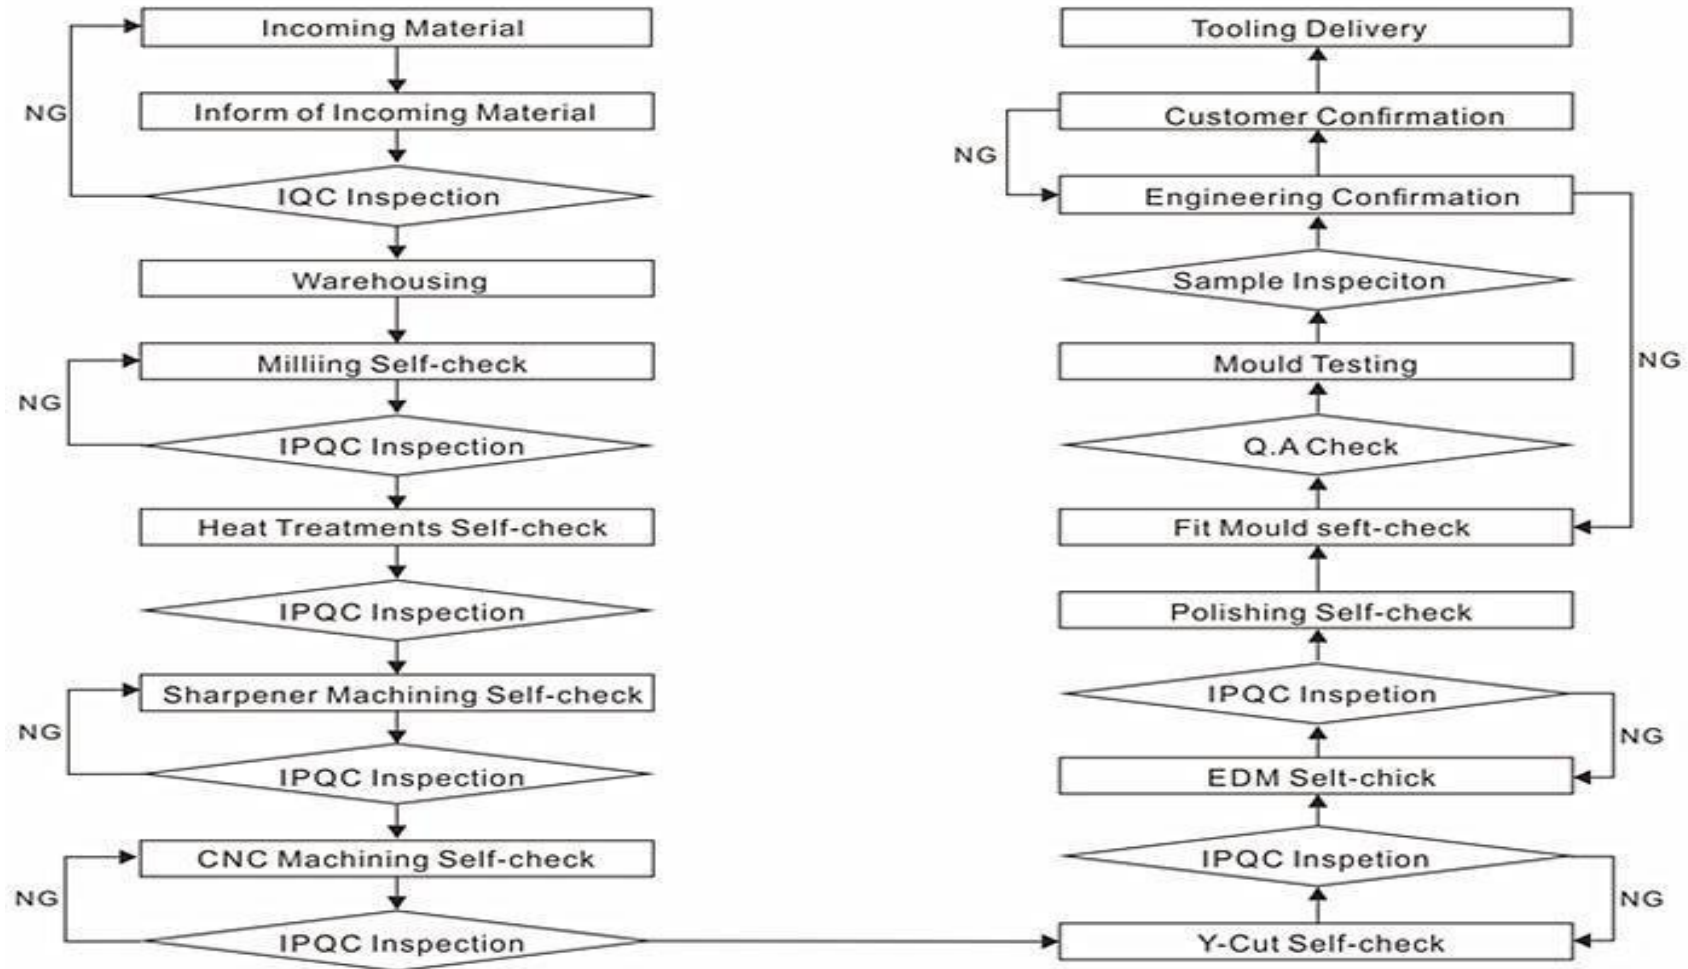 Incoming Material
NG
Inform of Incoming Material
IQC Inspection
Warehousing
Milliing Self-check
NG
IPQC Inspection
Heat Treatments Self-check
IPQC Inspection
Sharpener Machining Self-check
NG
IPQC Inspection
CNC Machining Self-check
NG
IPQC Inspection
Tooling Delivery
Customer Confirmation
NG
Engineering Confirmation
Sample Inspeciton
Mould Testing
NG
Q.A Check
Fit Mould seft-check
Polishing Self-check
IPQC Inspetion
NG
EDM Selt-chick
IPQC Inspetion
NG
Y-Cut Self-check